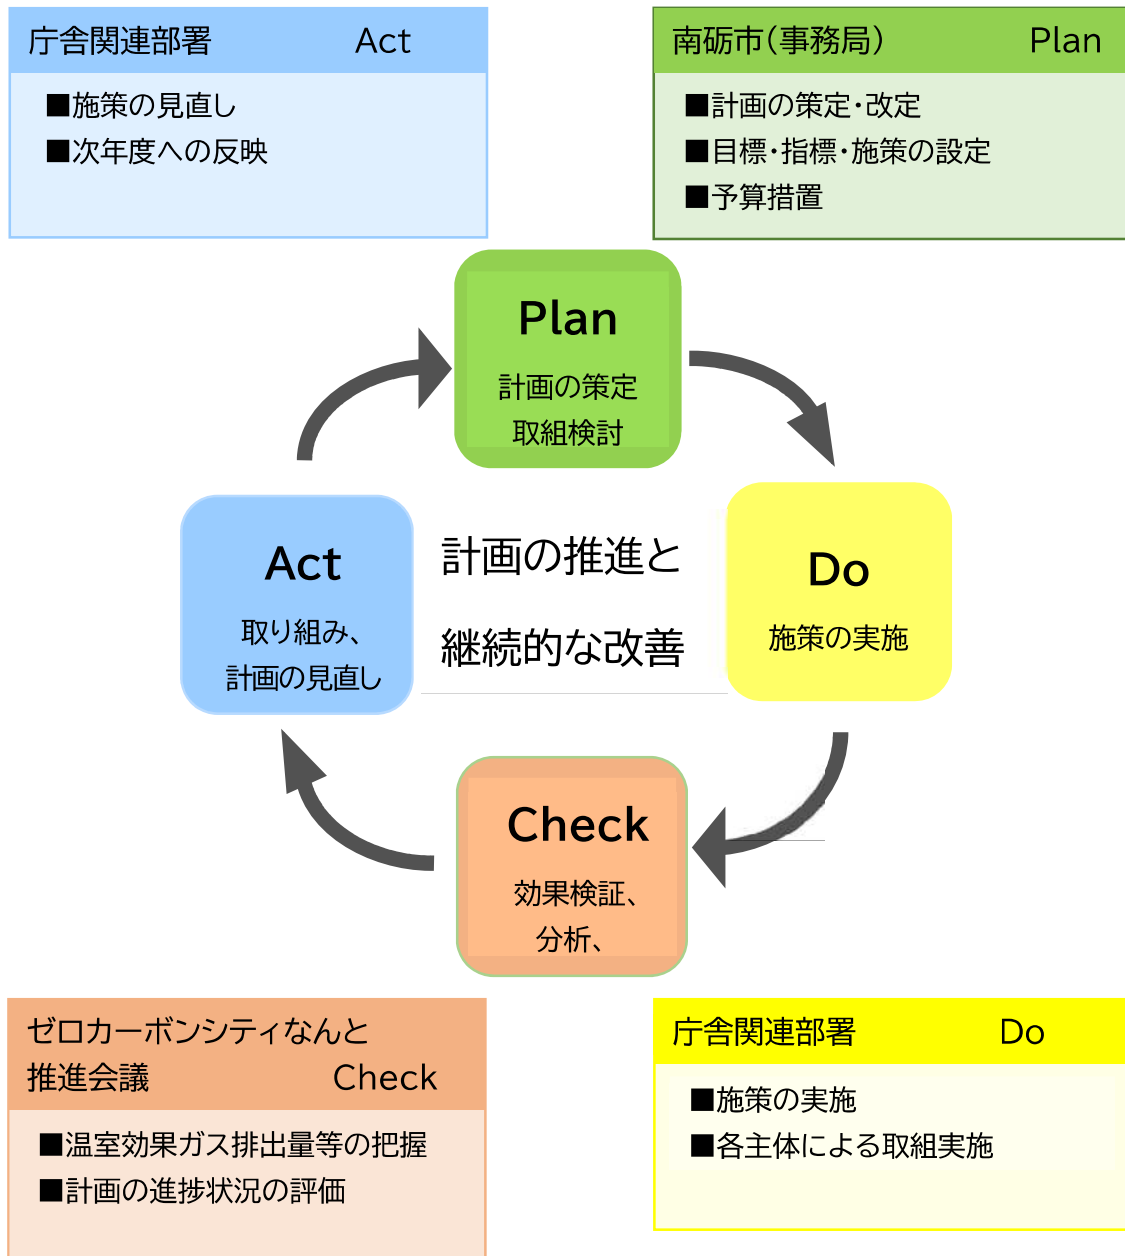 庁舎関連部署 Act
■施策の見直し
■次年度への反映
南砺市(事務局) Plan
■計画の策定・改定
■目標・指標・施策の設定
■予算措置
Plan
計画の策定
取組検討
Act
取り組み、
計画の見直し
計画の推進と
継続的な改善
Do
施策の実施
Check
効果検証、
分析、
ゼロカーボンシティなんと
推進会議 Check
■温室効果ガス排出量等の把握
■計画の進捗状況の評価
庁舎関連部署 Do
■施策の実施
■各主体による取組実施